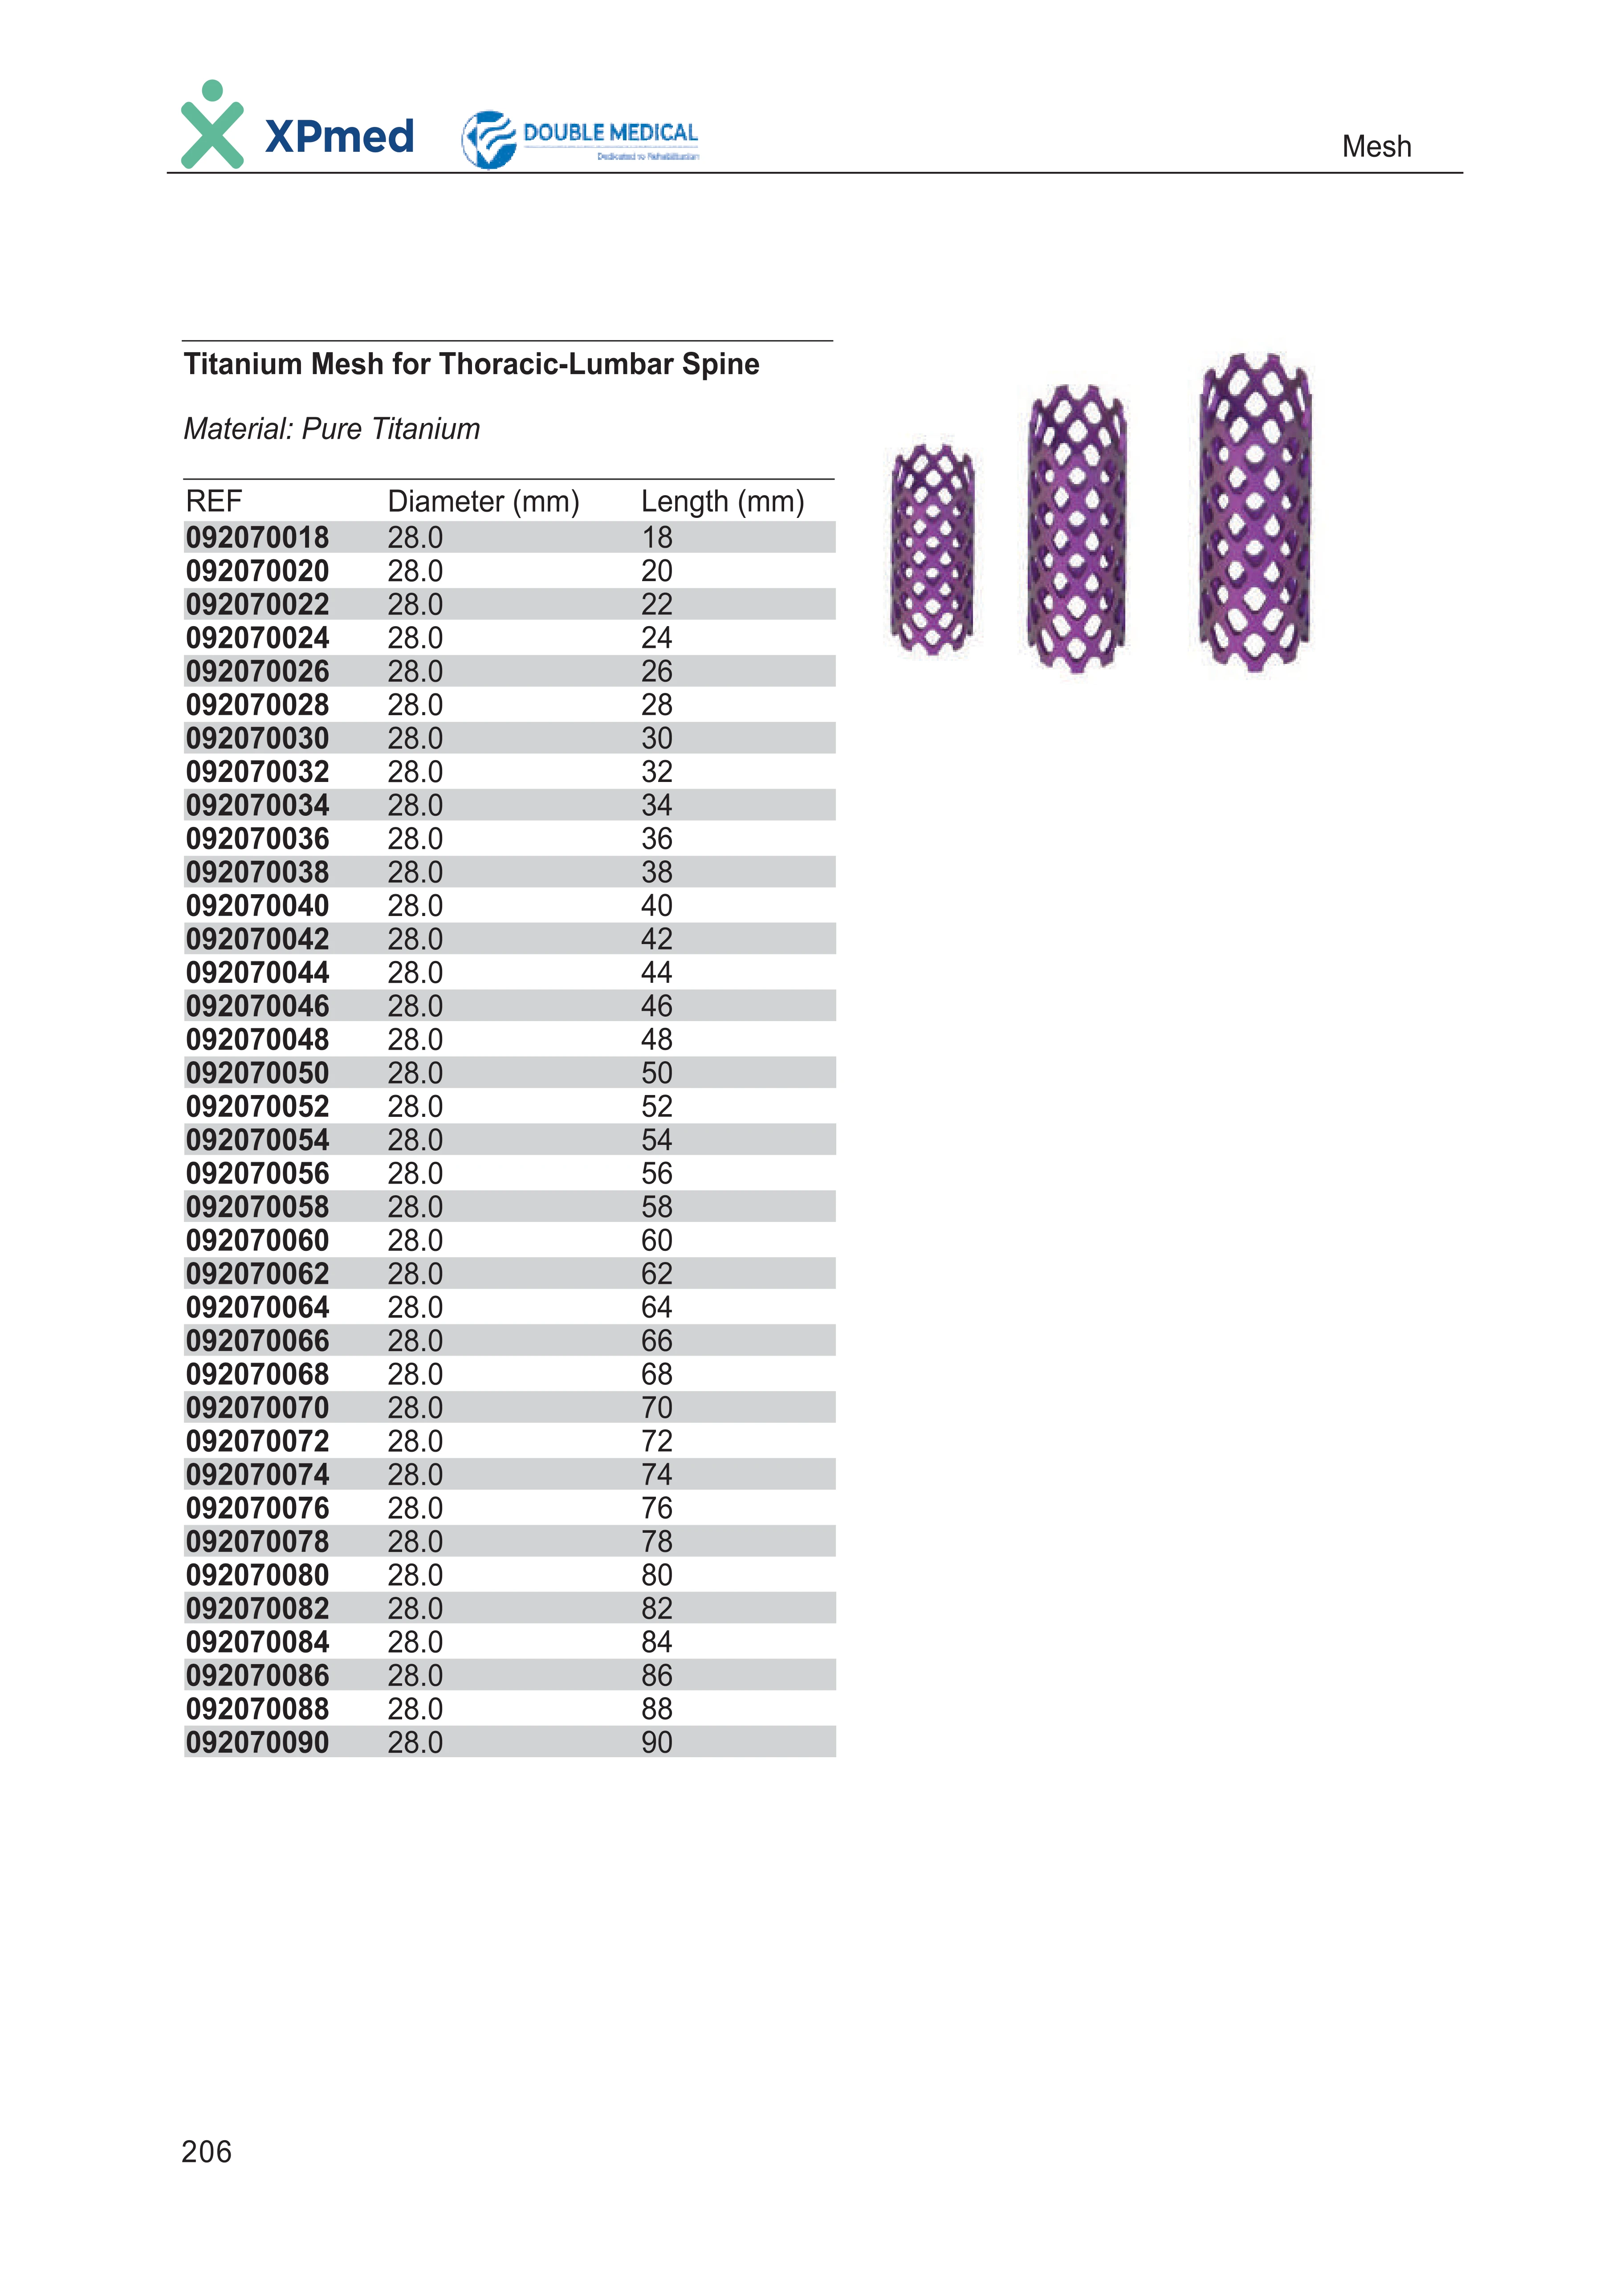 XPmed
DOUBLE MEDICAL
Dedicated to Rehabilitation
Mesh
Titanium Mesh for Thoracic-Lumbar Spine
Material: Pure Titanium
REF Diameter (mm) Length (mm)
092070018 28.0 18
092070020 28.0 20
092070022 28.0 22
092070024 28.0 24
092070026 28.0 26
092070028 28.0 28
092070030 28.0 30
092070032 28.0 32
092070034 28.0 34
092070036 28.0 36
092070038 28.0 38
092070040 28.0 40
092070042 28.0 42
092070044 28.0 44
092070046 28.0 46
092070048 28.0 48
092070050 28.0 50
092070052 28.0 52
092070054 28.0 54
092070056 28.0 56
092070058 28.0 58
092070060 28.0 60
092070062 28.0 62
092070064 28.0 64
092070066 28.0 66
092070068 28.0 68
092070070 28.0 70
092070072 28.0 72
092070074 28.0 74
092070076 28.0 76
092070078 28.0 78
092070080 28.0 80
092070082 28.0 82
092070084 28.0 84
092070086 28.0 86
092070088 28.0 88
092070090 28.0 90
206